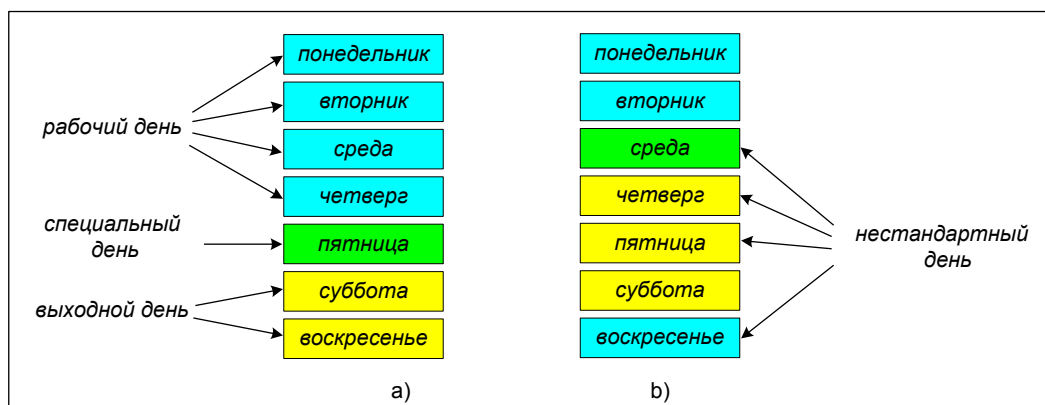 понедельник
вторник
среда
четверг
пятница
суббота
воскресенье
рабочий день
специальный
день
выходной день
а)
понедельник
вторник
среда
четверг
пятница
суббота
воскресенье
нестандартный
день
b)